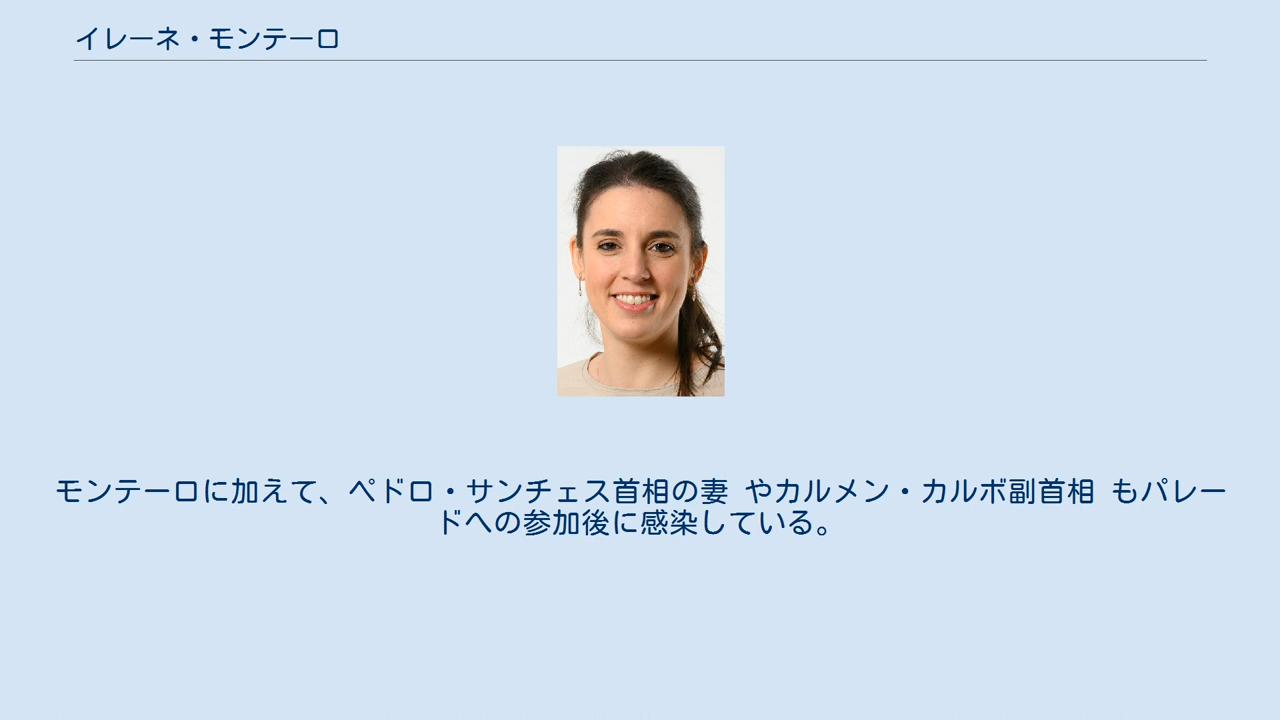 イレーネ・モンテーロ
モンテーロに加えて、ペドロ・サンチェス首相の妻 やカルメン・カルボ副首相 もパレー
ドへの参加後に感染している。